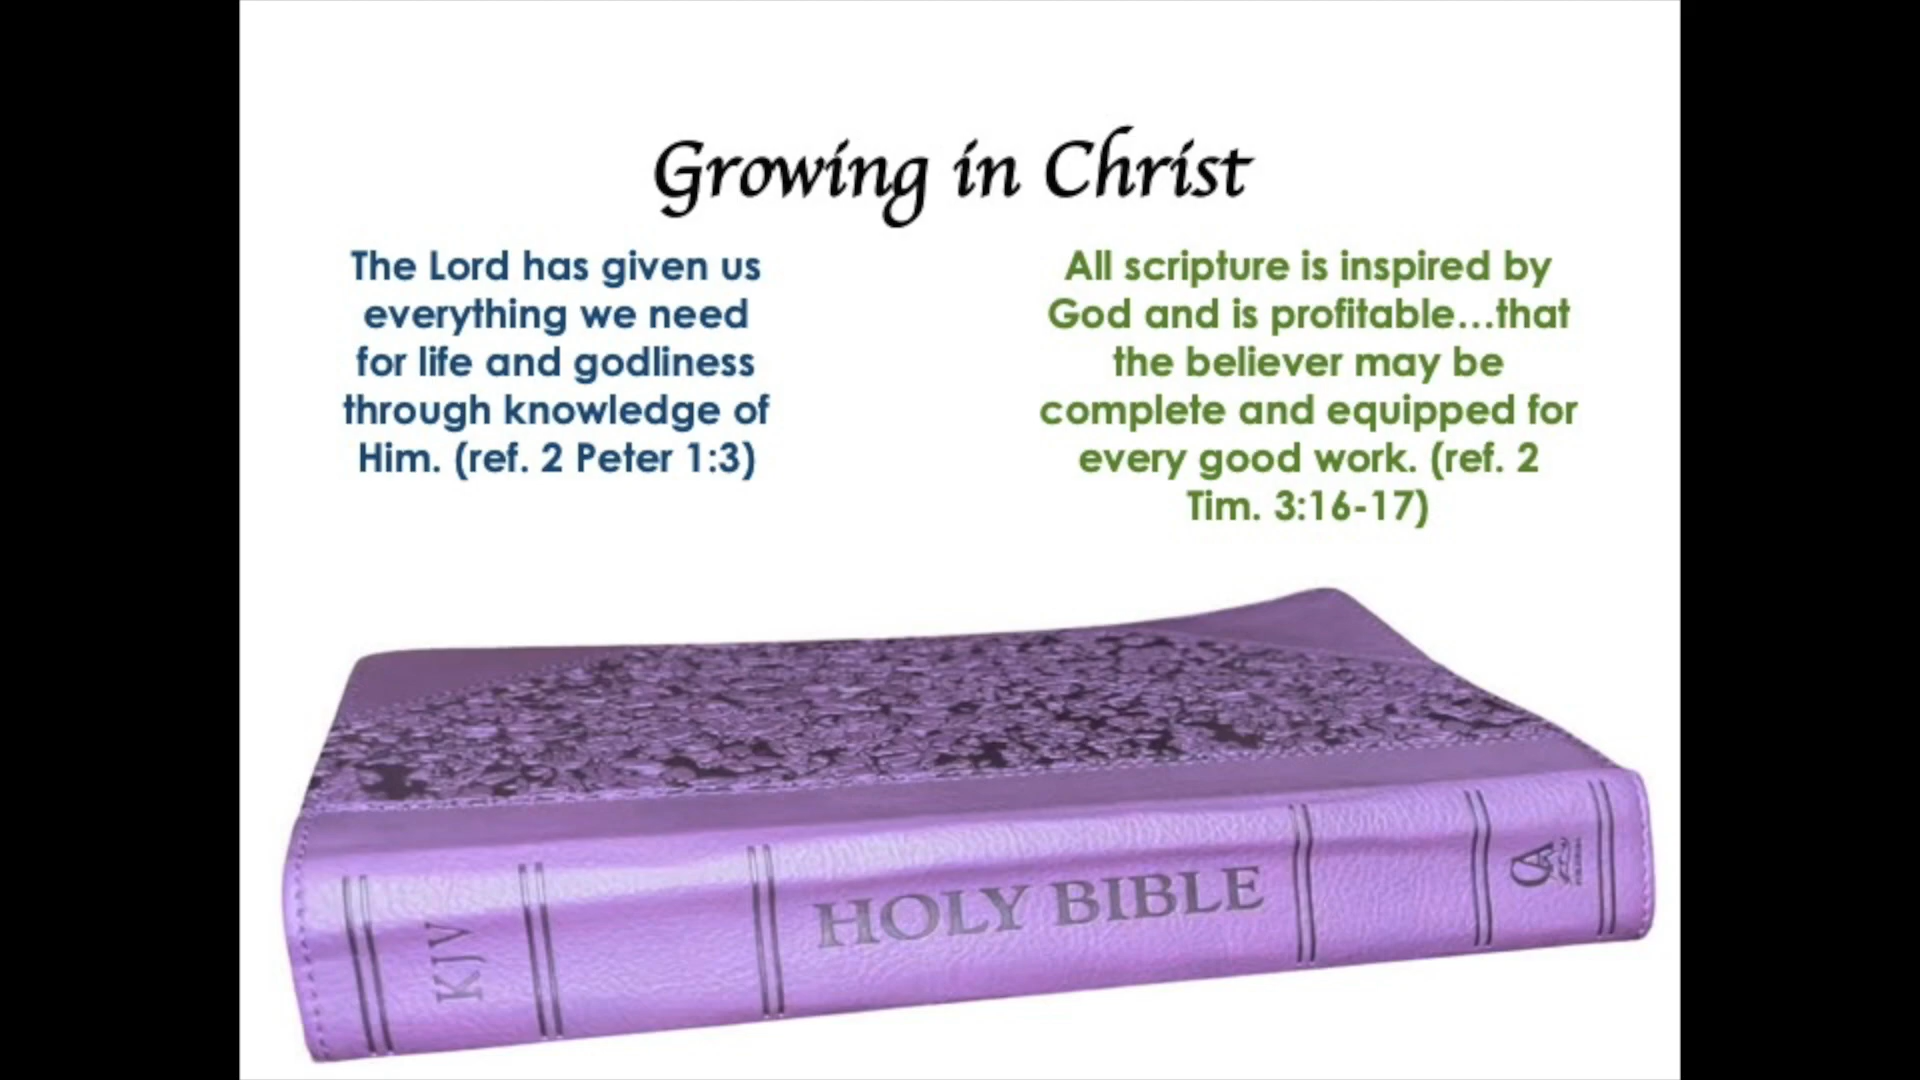 Growing in Christ
The Lord has given us
everything we need
for life and godliness
through knowledge of
Him. (ref. 2 Peter 1:3)
All scripture is inspired by
God and is profitable...that
the believer may be
complete and equipped for
every good work. (ref. 2
Tim. 3:16-17)
KJV
HOLY BIBLE